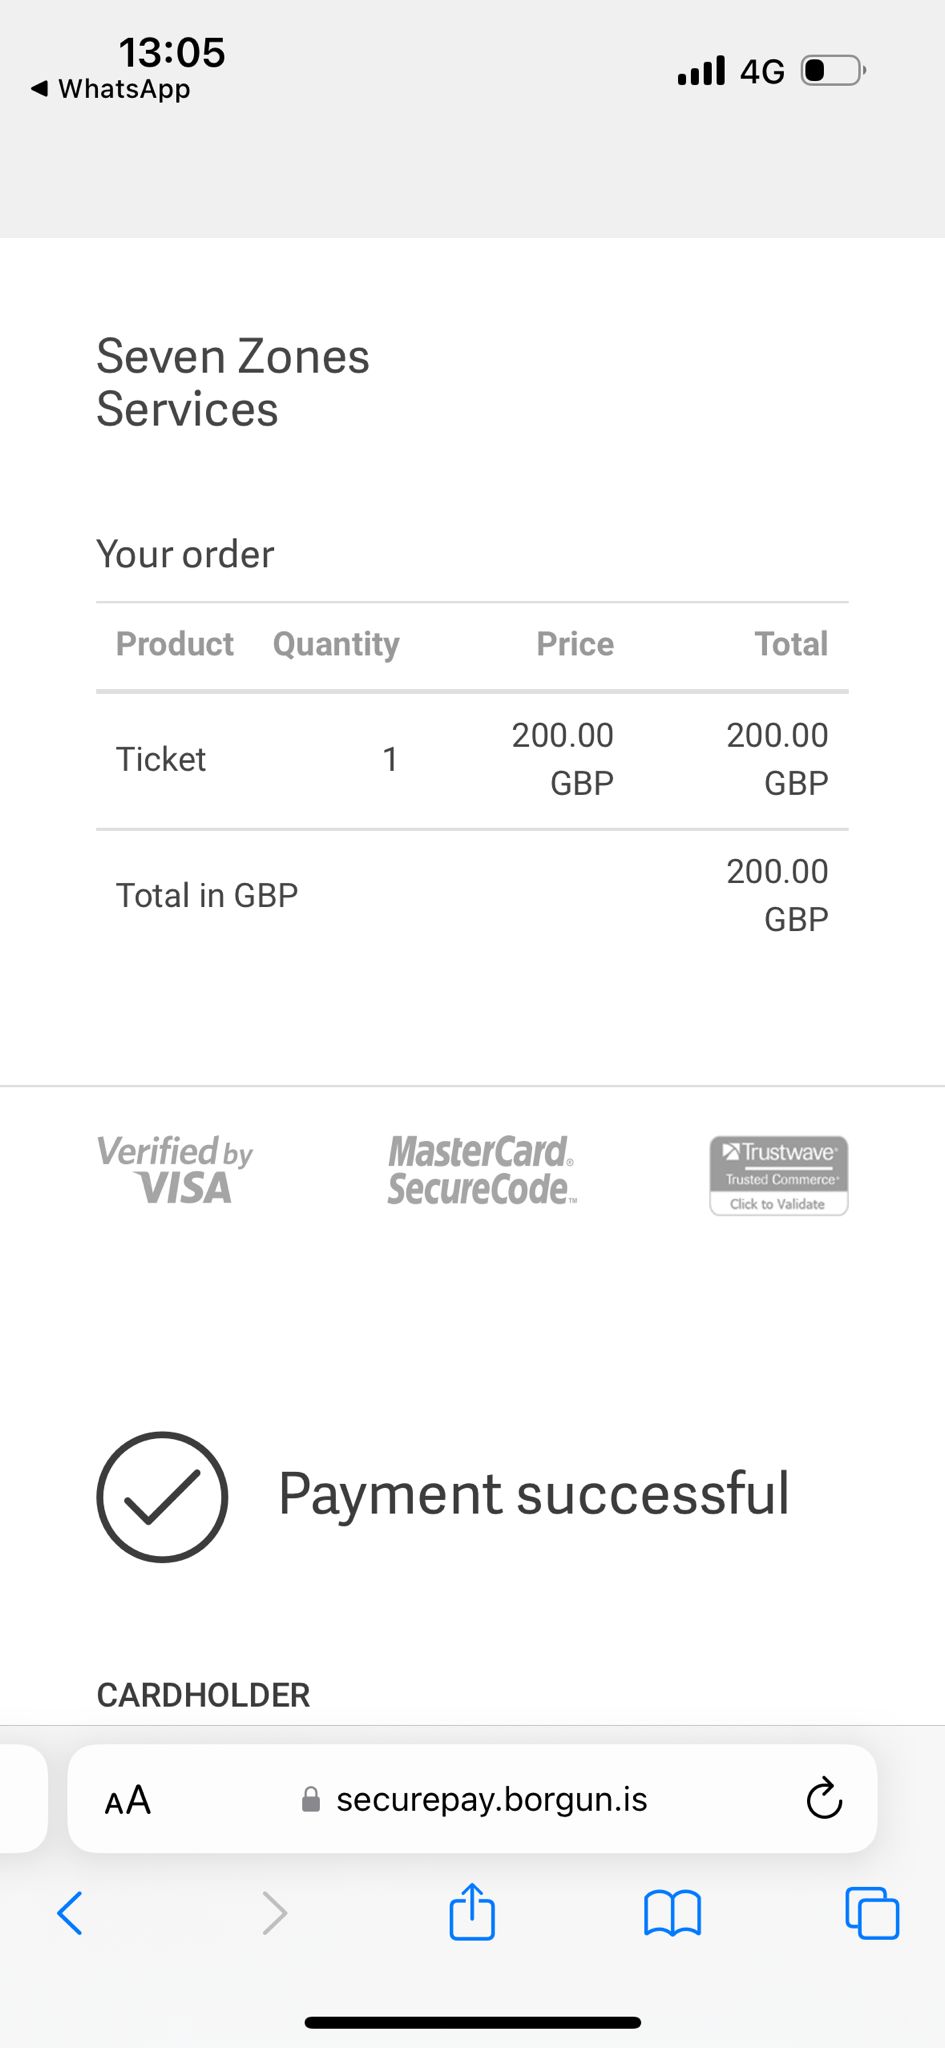 13:05
◀ WhatsApp
4G
Seven Zones
Services
Your order
Product Quantity Price Total
Ticket 1 200.00 GBP 200.00 GBP
Total in GBP 200.00 GBP
Verified by
VISA
MasterCard®
SecureCode™
Trustwave®
Trusted Commerce®
Click to Validate
Payment successful
CARDHOLDER
AA securepay.borgun.is